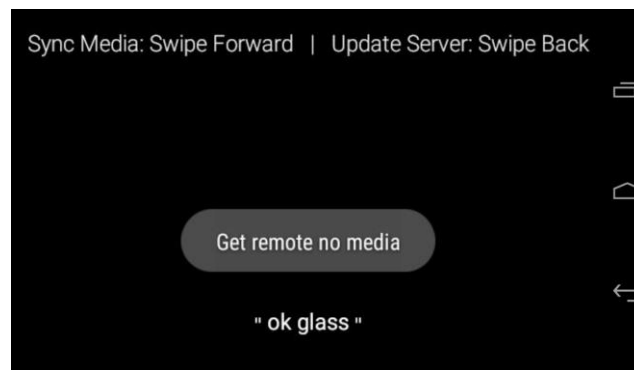 Sync Media: Swipe Forward | Update Server: Swipe Back
Get remote no media
" ok glass "